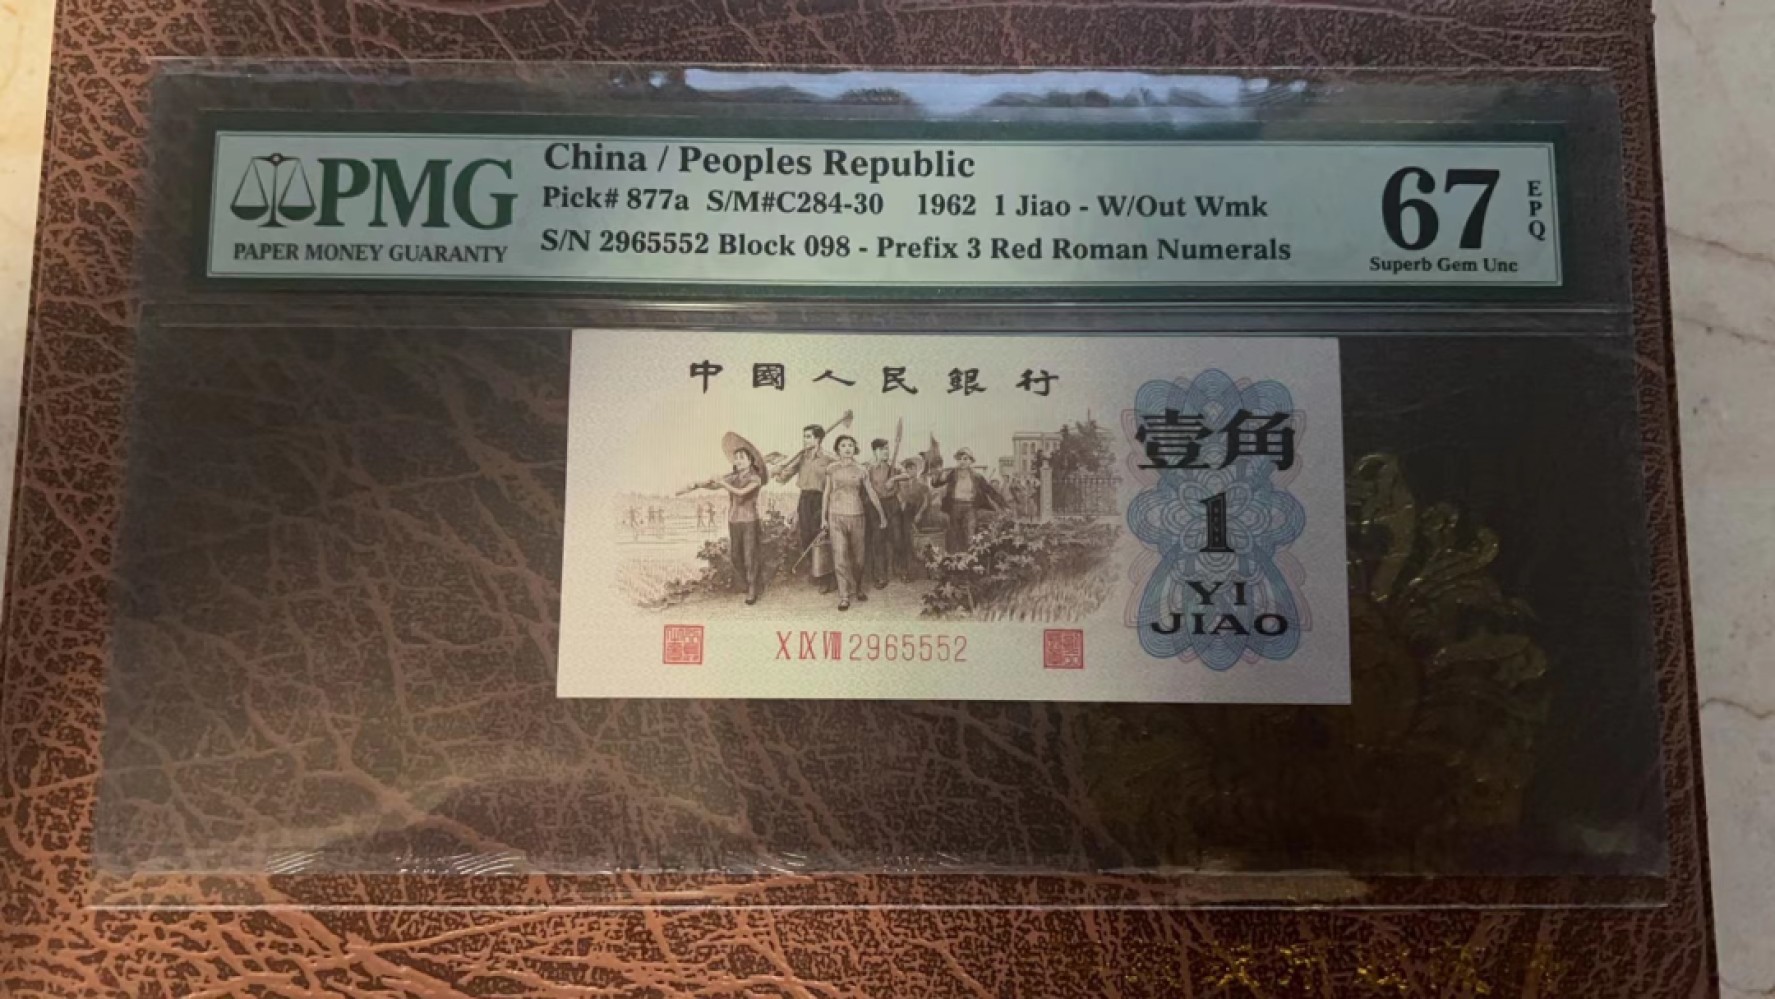 PMG
PAPER MONEY GUARANTY
China / Peoples Republic
Pick# 877a S/M#C284-30 1962 1 Jiao - W/Out Wmk
S/N 2965552 Block 098 - Prefix 3 Red Roman Numerals
67
EPQ
Superb Gem Unc
中國人民銀行
壹角
1
YI
JIAO
X IX VIII 2965552